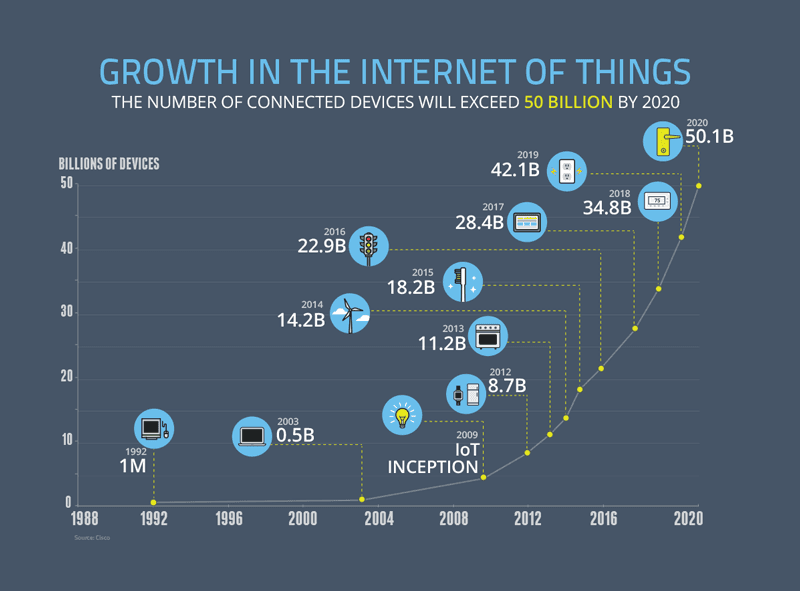 GROWTH IN THE INTERNET OF THINGS
THE NUMBER OF CONNECTED DEVICES WILL EXCEED 50 BILLION BY 2020
BILLIONS OF DEVICES
50
40
30
20
10
0
1992
1M
2003
0.5B
2009
IoT
INCEPTION
2012
8.7B
2013
11.2B
2014
14.2B
2015
18.2B
2016
22.9B
2017
28.4B
2018
34.8B
73
2019
42.1B
2020
50.1B
1988 1992 1996 2000 2004 2008 2012 2016 2020
Source: Cisco